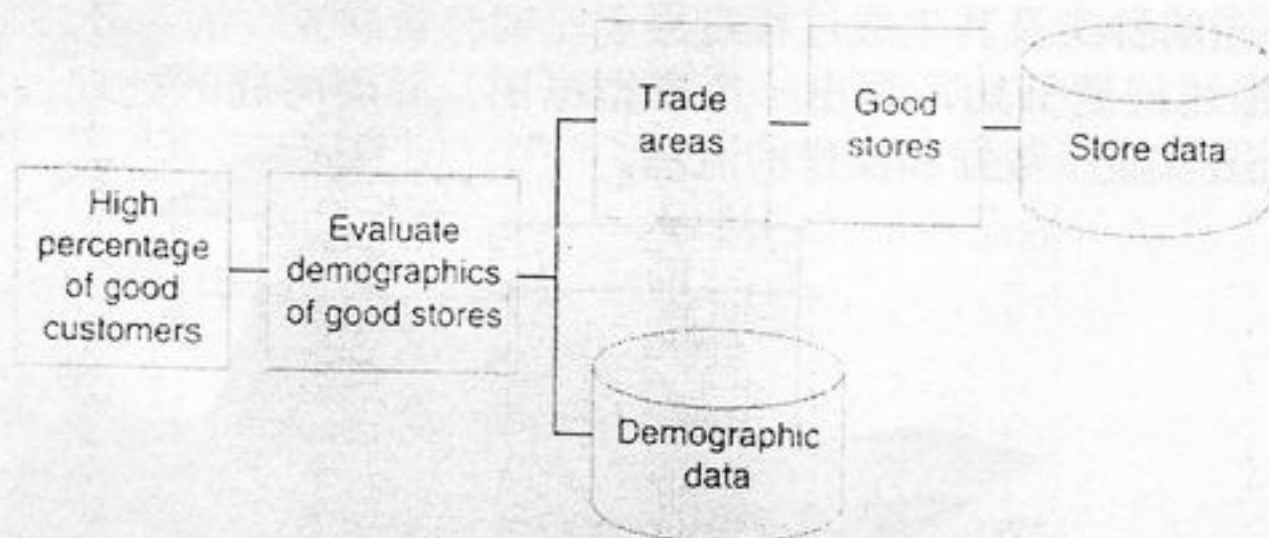 Trade
areas
Good
stores
Store data
High
percentage
of good
customers
Evaluate
demographics
of good stores
Demographic
data